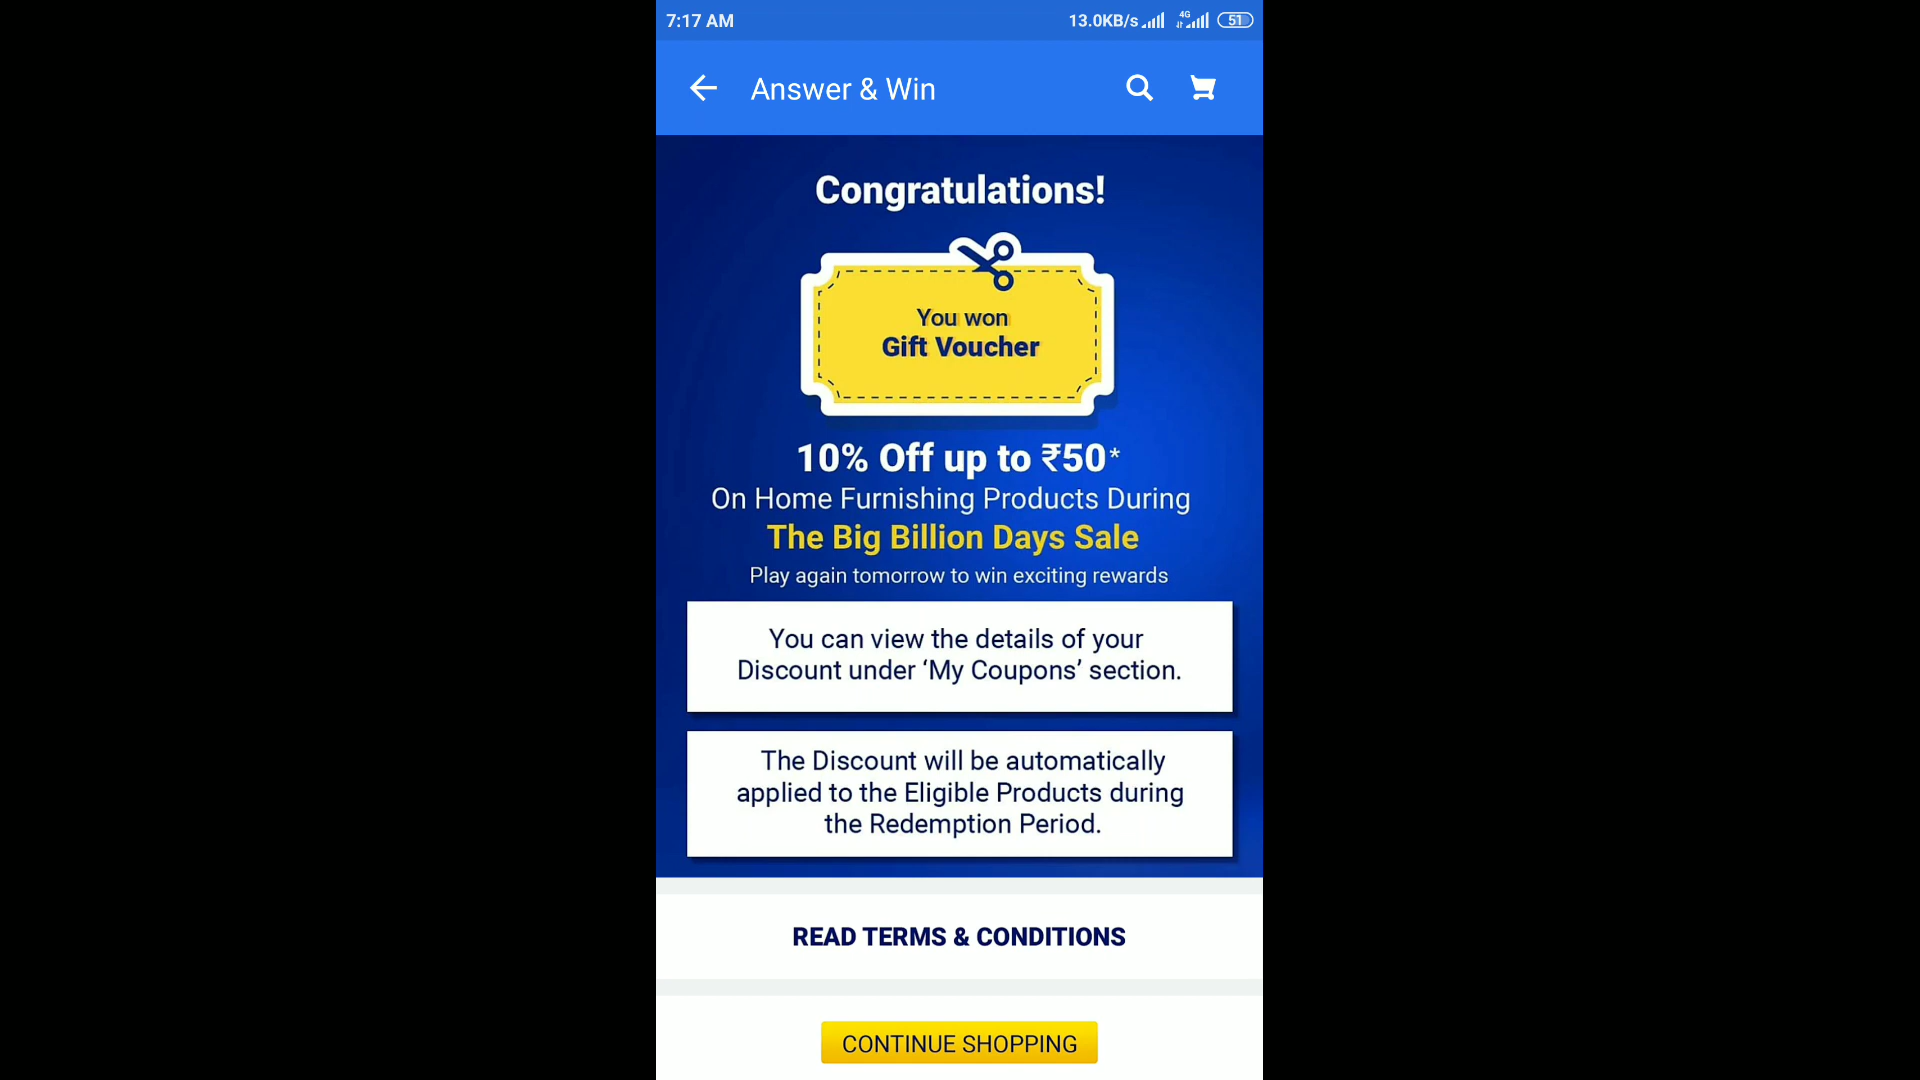 7:17 AM 13.0KB/s 4G 51
Answer & Win
Congratulations!
You won
Gift Voucher
10% Off up to ₹50*
On Home Furnishing Products During
The Big Billion Days Sale
Play again tomorrow to win exciting rewards
You can view the details of your
Discount under ‘My Coupons’ section.
The Discount will be automatically
applied to the Eligible Products during
the Redemption Period.
READ TERMS & CONDITIONS
CONTINUE SHOPPING